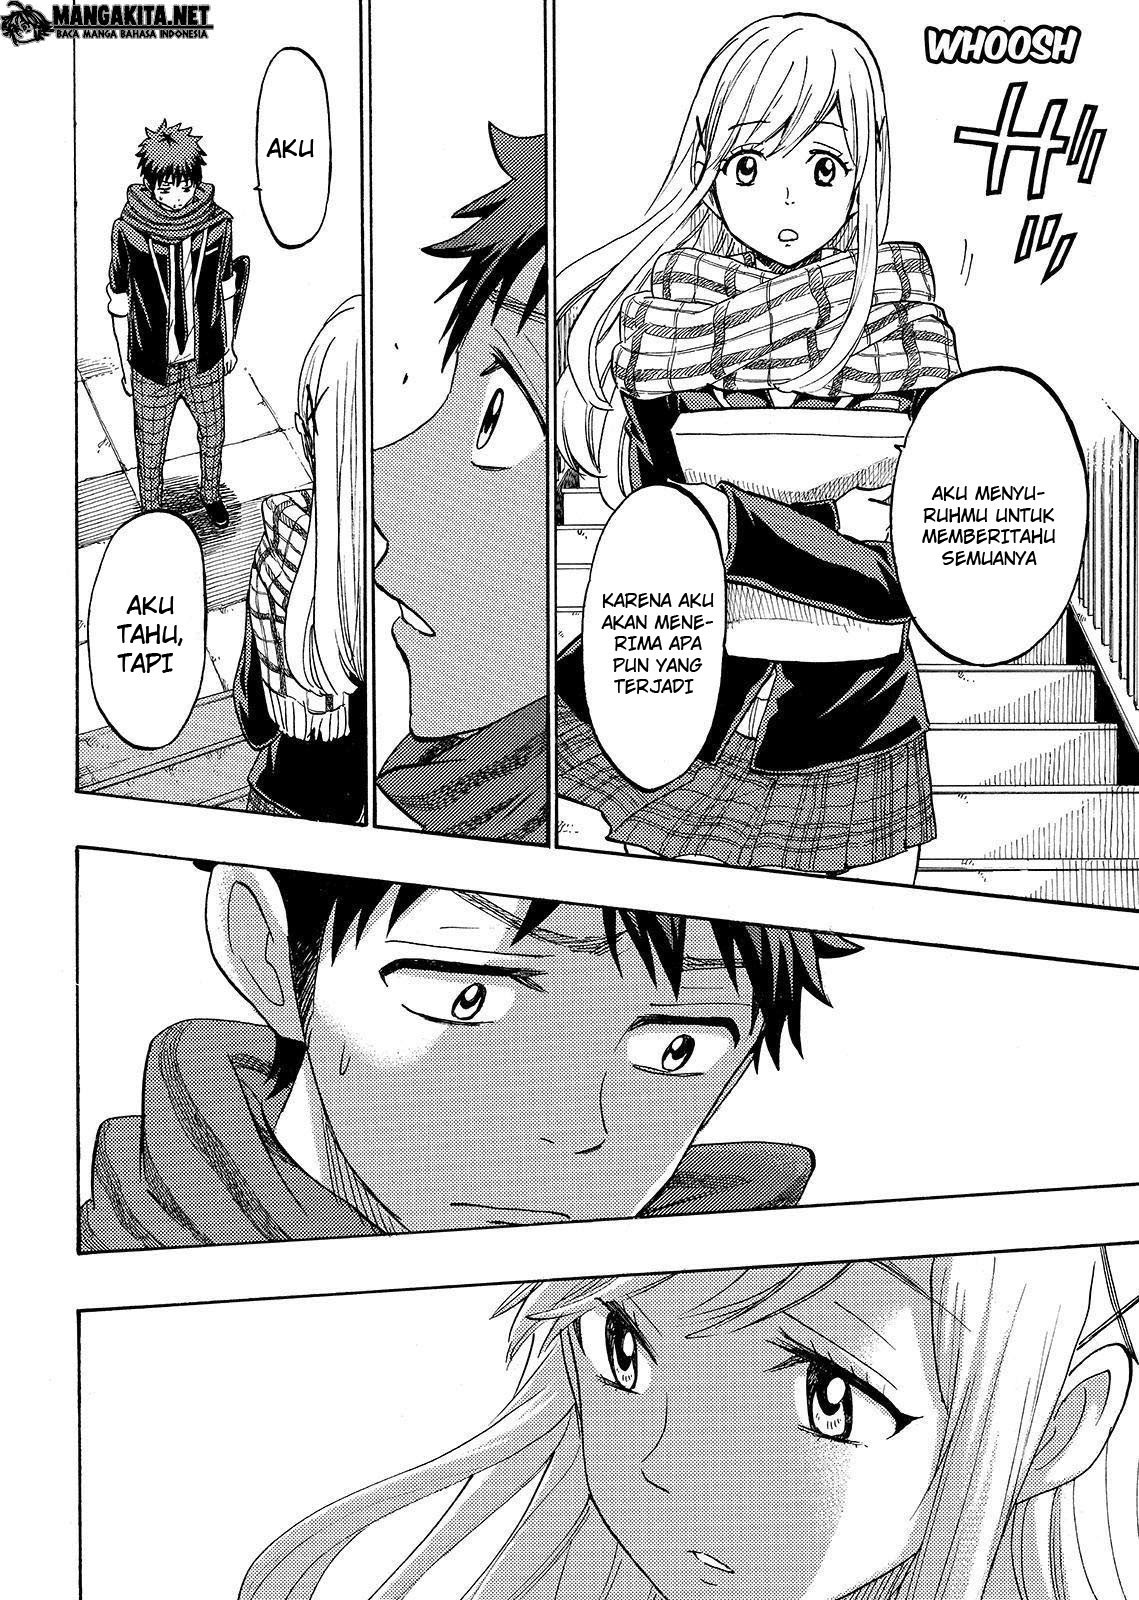 MANGAKITA.NET
BACA MANGA BAHASA INDONESIA
WHOOSH
AKU MENYU-
RUHMU UNTUK
MEMBERITAHU
SEMUANYA
KARENA AKU
AKAN MENE-
RIMA APA
PUN YANG
TERJADI
AKU
AKU
TAHU,
TAPI